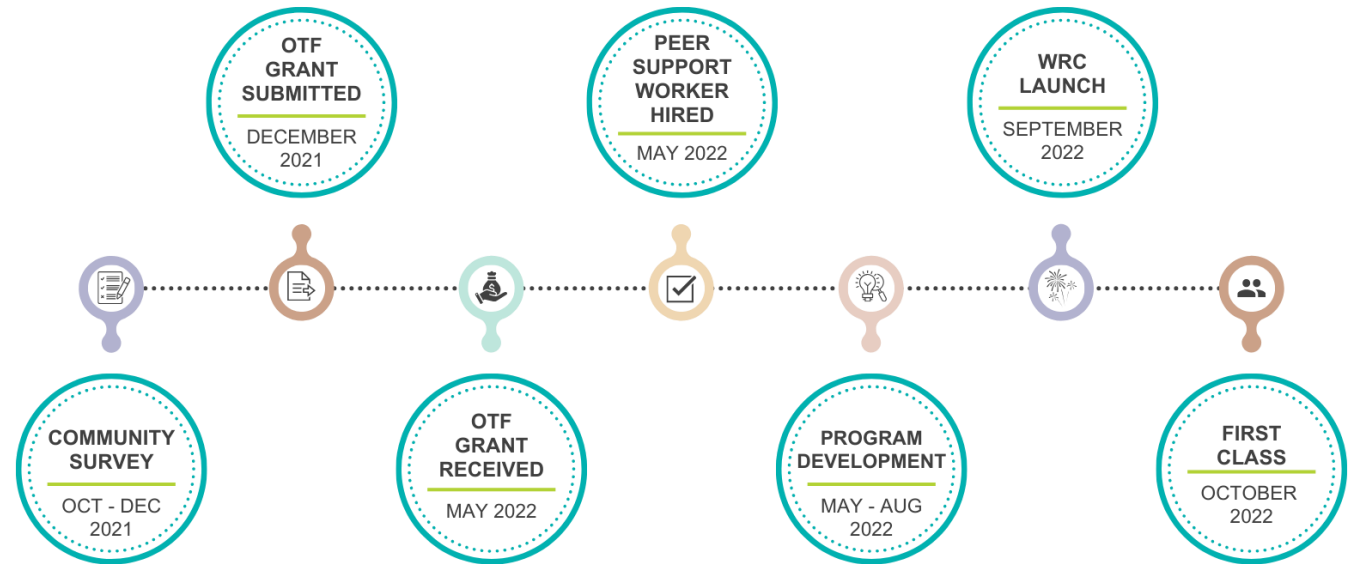 COMMUNITY
SURVEY
OCT - DEC
2021
OTF
GRANT
SUBMITTED
DECEMBER
2021
OTF
GRANT
RECEIVED
MAY 2022
PEER
SUPPORT
WORKER
HIRED
MAY 2022
PROGRAM
DEVELOPMENT
MAY - AUG
2022
WRC
LAUNCH
SEPTEMBER
2022
FIRST
CLASS
OCTOBER
2022